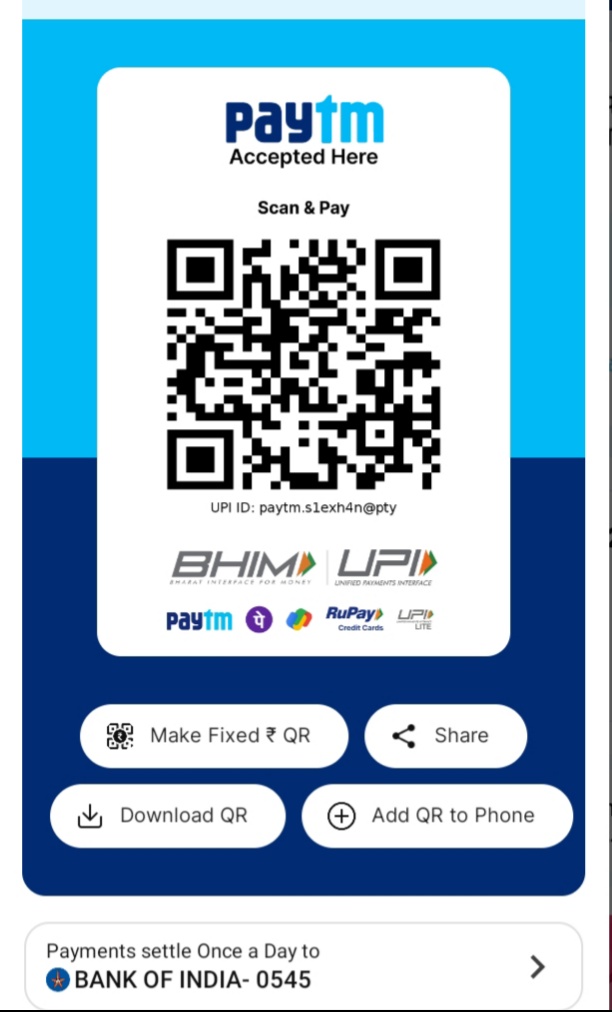 paytm
Accepted Here
Scan & Pay
UPI ID: paytm.s1exh4n@pty
BHIM UPI
BHARAT INTERFACE FOR MONEY UNIFIED PAYMENTS INTERFACE
paytm पे RuPay UPI
Credit Cards LITE
Make Fixed ₹ QR Share
Download QR Add QR to Phone
Payments settle Once a Day to
BANK OF INDIA- 0545